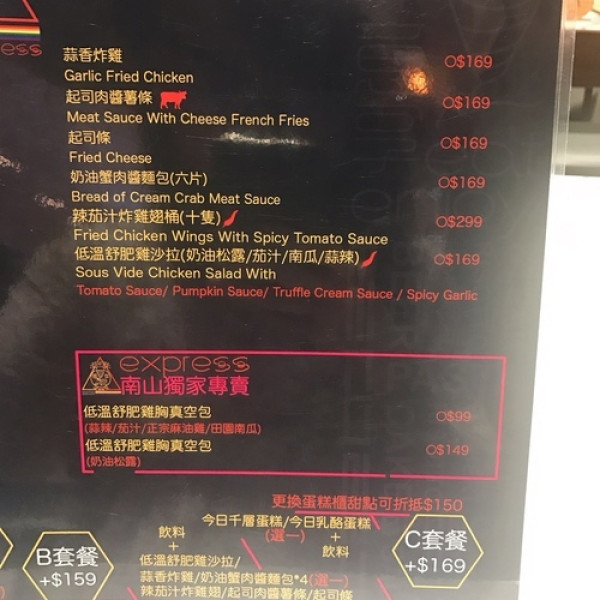 ess
蒜香炸雞 O$169
Garlic Fried Chicken
起司肉醬薯條 O$169
Meat Sauce With Cheese French Fries
起司條 O$169
Fried Cheese
奶油蟹肉醬麵包(六片) O$169
Bread of Cream Crab Meat Sauce
辣茄汁炸雞翅桶(十隻) O$299
Fried Chicken Wings With Spicy Tomato Sauce
低溫舒肥雞沙拉(奶油松露/茄汁/南瓜/蒜辣) O$169
Sous Vide Chicken Salad With
Tomato Sauce/ Pumpkin Sauce/ Truffle Cream Sauce / Spicy Garlic
express
南山獨家專賣
低溫舒肥雞胸真空包 O$99
(蒜辣/茄汁/正宗麻油雞/田園南瓜)
低溫舒肥雞胸真空包 O$149
(奶油松露)
更換蛋糕櫃甜點可折抵$150
B套餐
+$159
飲料
+
低溫舒肥雞沙拉/
蒜香炸雞/奶油蟹肉醬麵包*4(選一)
辣茄汁炸雞翅/起司肉醬薯條/起司條
今日千層蛋糕/今日乳酪蛋糕
(選一)
+
飲料
C套餐
+$169